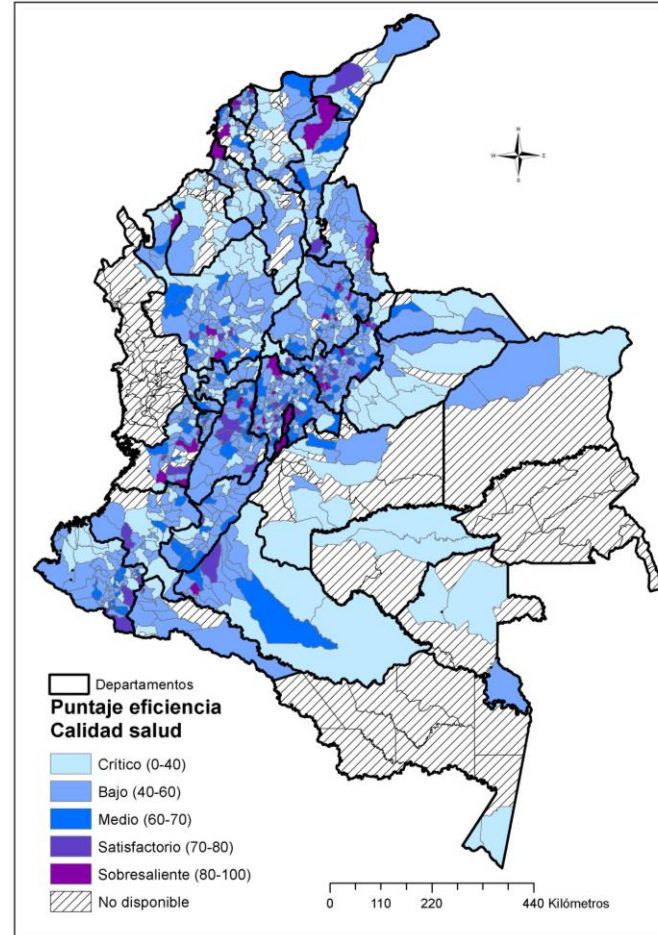 N
W E
S
Departamentos
Puntaje eficiencia
Calidad salud
Crítico (0-40)
Bajo (40-60)
Medio (60-70)
Satisfactorio (70-80)
Sobresaliente (80-100)
No disponible
0 110 220 440 Kilómetros